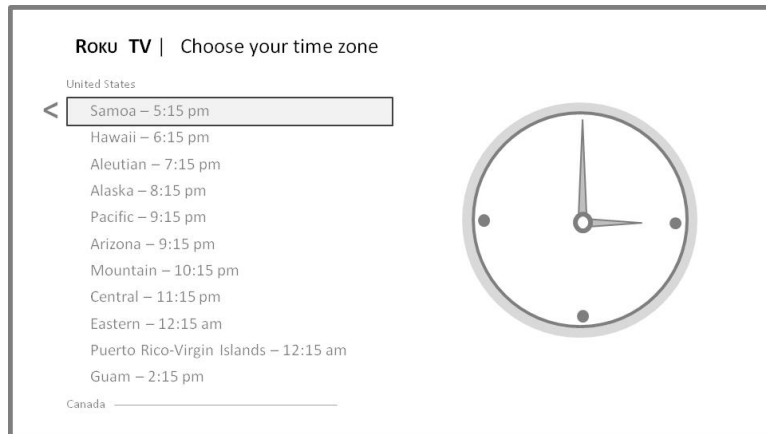 ROKU TV | Choose your time zone
United States
<
Samoa – 5:15 pm
Hawaii – 6:15 pm
Aleutian – 7:15 pm
Alaska – 8:15 pm
Pacific – 9:15 pm
Arizona – 9:15 pm
Mountain – 10:15 pm
Central – 11:15 pm
Eastern – 12:15 am
Puerto Rico-Virgin Islands – 12:15 am
Guam – 2:15 pm
Canada